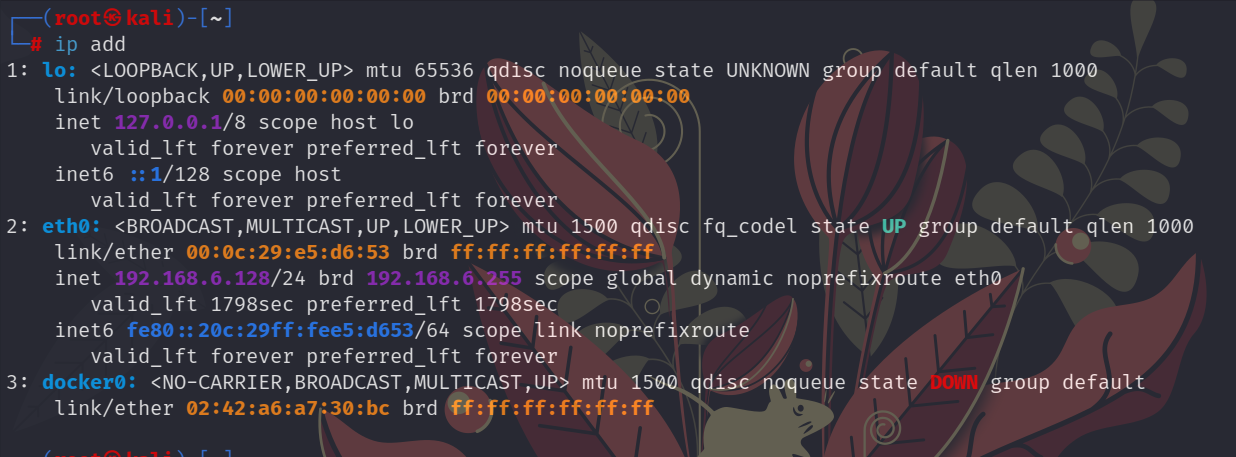 ┌──(root㉿kali)-[~]
└─# ip add
1: lo: <LOOPBACK,UP,LOWER_UP> mtu 65536 qdisc noqueue state UNKNOWN group default qlen 1000
    link/loopback 00:00:00:00:00:00 brd 00:00:00:00:00:00
    inet 127.0.0.1/8 scope host lo
       valid_lft forever preferred_lft forever
    inet6 ::1/128 scope host
       valid_lft forever preferred_lft forever
2: eth0: <BROADCAST,MULTICAST,UP,LOWER_UP> mtu 1500 qdisc fq_codel state UP group default qlen 1000
    link/ether 00:0c:29:e5:d6:53 brd ff:ff:ff:ff:ff:ff
    inet 192.168.6.128/24 brd 192.168.6.255 scope global dynamic noprefixroute eth0
       valid_lft 1798sec preferred_lft 1798sec
    inet6 fe80::20c:29ff:fee5:d653/64 scope link noprefixroute
       valid_lft forever preferred_lft forever
3: docker0: <NO-CARRIER,BROADCAST,MULTICAST,UP> mtu 1500 qdisc noqueue state DOWN group default
    link/ether 02:42:a6:a7:30:bc brd ff:ff:ff:ff:ff:ff